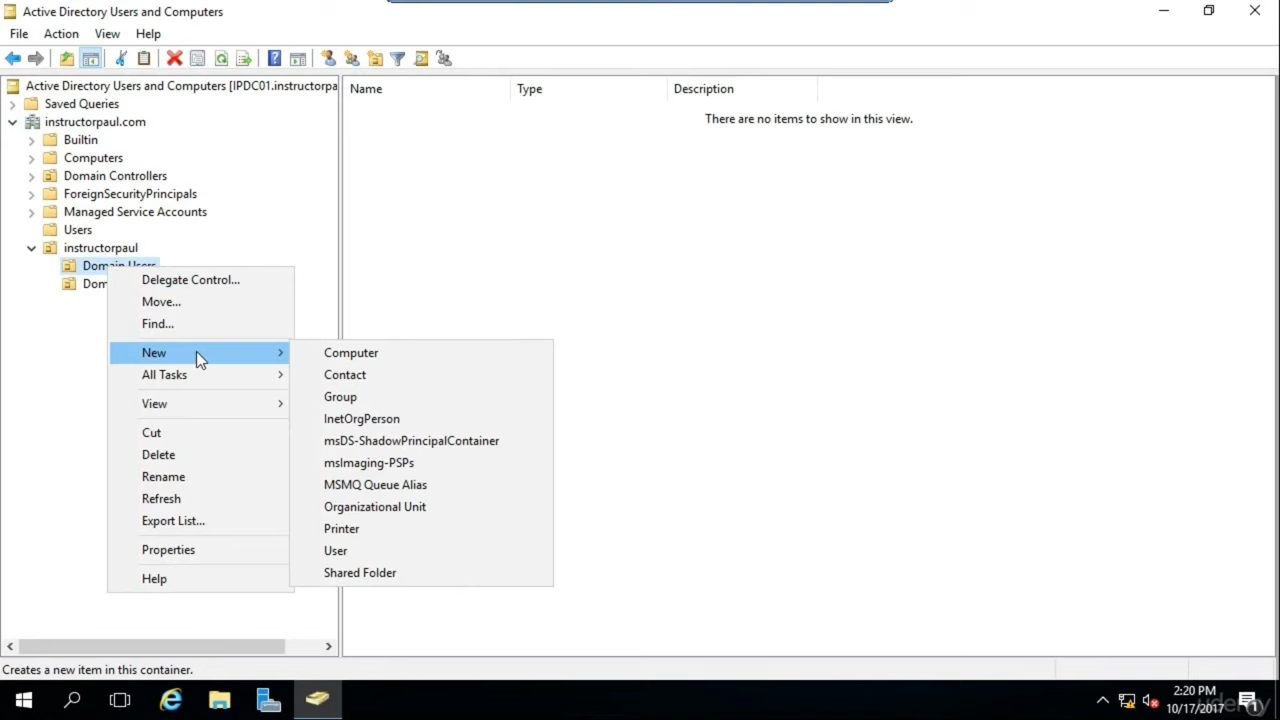 Active Directory Users and Computers
File Action View Help
Active Directory Users and Computers [IPDC01.instructorpa
Saved Queries
instructorpaul.com
Builtin
Computers
Domain Controllers
ForeignSecurityPrincipals
Managed Service Accounts
Users
instructorpaul
Domain Users
Dom
Name Type Description
There are no items to show in this view.
Delegate Control...
Move...
Find...
New
All Tasks
View
Cut
Delete
Rename
Refresh
Export List...
Properties
Help
Computer
Contact
Group
InetOrgPerson
msDS-ShadowPrincipalContainer
msImaging-PSPs
MSMQ Queue Alias
Organizational Unit
Printer
User
Shared Folder
Creates a new item in this container.
2:20 PM
10/17/2017
udemy
1